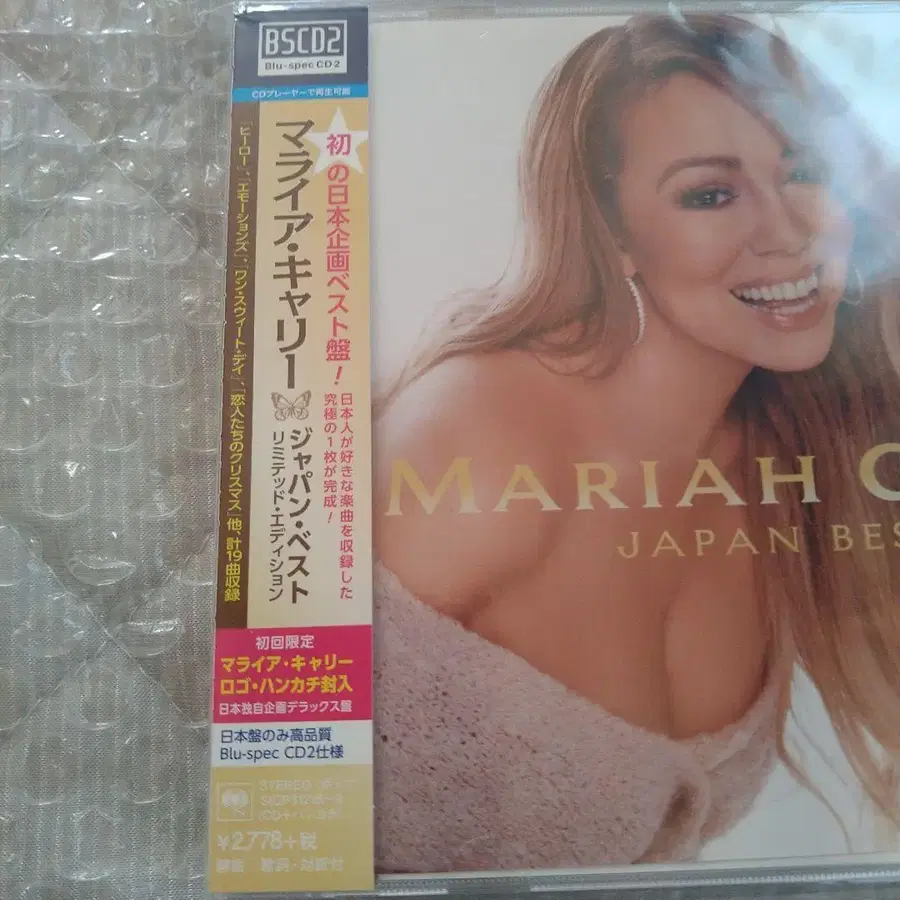 BSCD2
Blu-spec CD2
CDプレーヤーで再生可能
初の日本企画ベスト盤!
日本人が好きな楽曲を収録した
究極の1枚が完成!
マライア・キャリー
ジャパン・ベスト
リミテッド・エディション
「ヒーロー」、「エモーションズ」、「ワン・スウィート・デイ」、「恋人たちのクリスマス」他、計19曲収録
MARIAH
JAPAN BES
初回限定
マライア・キャリー
ロゴ・ハンカチ封入
日本独自企画デラックス盤
日本盤のみ高品質
Blu-spec CD2仕様
STEREO
¥2,778+税
歌詞・対訳付